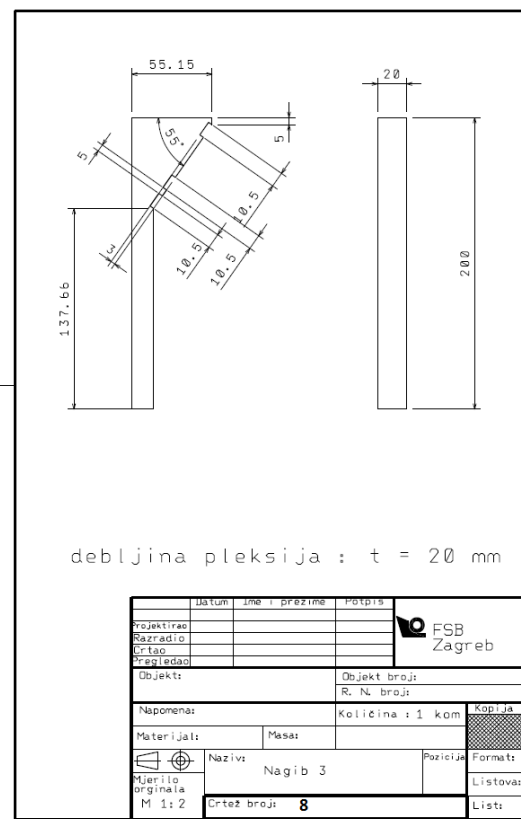 55.15
20
55°
5
5
10.5
3
10.5
10.5
137.66
200
debljina pleksija : t = 20 mm
Datum Ime i prezime Potpis
Projektirao
Razradio
Crtao
Pregledao
FSB
Zagreb
Objekt:
Objekt broj:
R. N. broj:
Napomena:
Količina : 1 kom
Kopija
Materijal:
Masa:
Naziv:
Nagib 3
Pozicija
Format:
Mjerilo
orginala
M 1:2
Listova:
Crtež broj: 8
List: